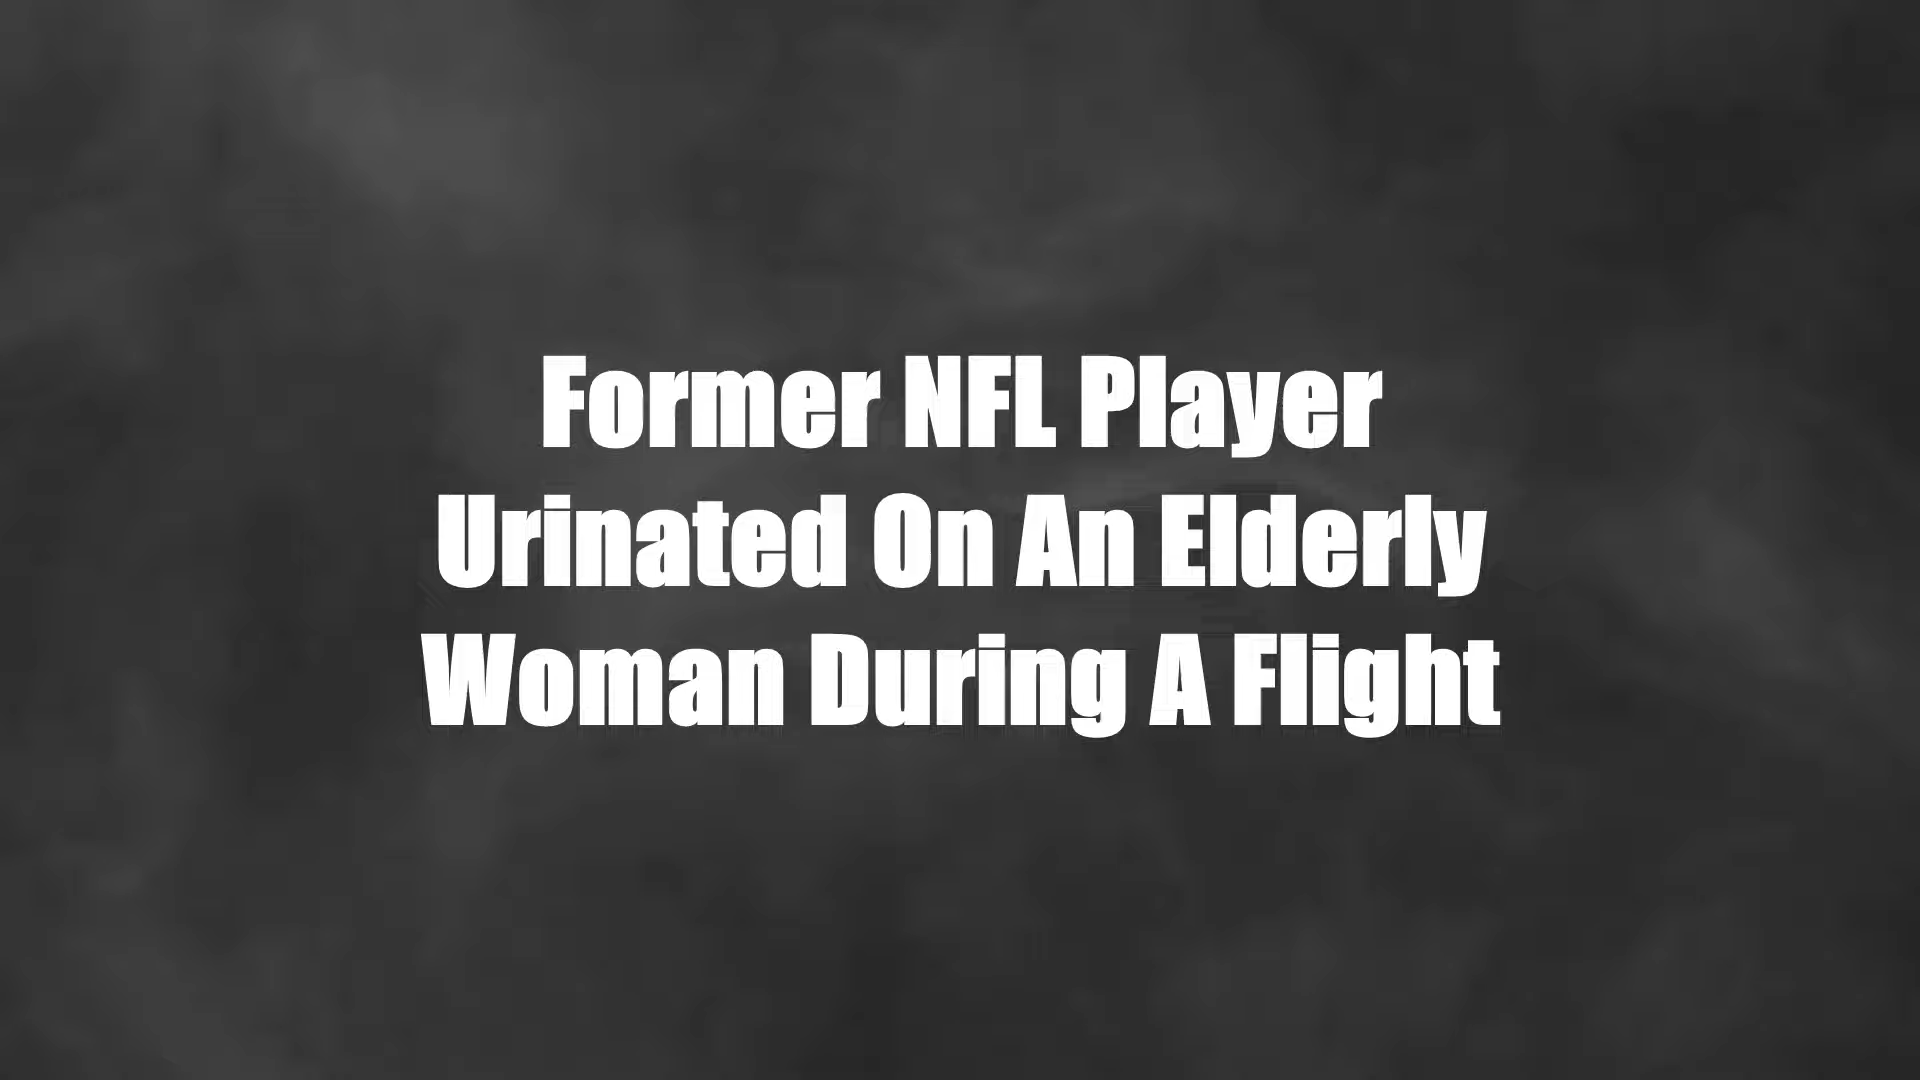 Former NFL Player
Urinated On An Elderly
Woman During A Flight